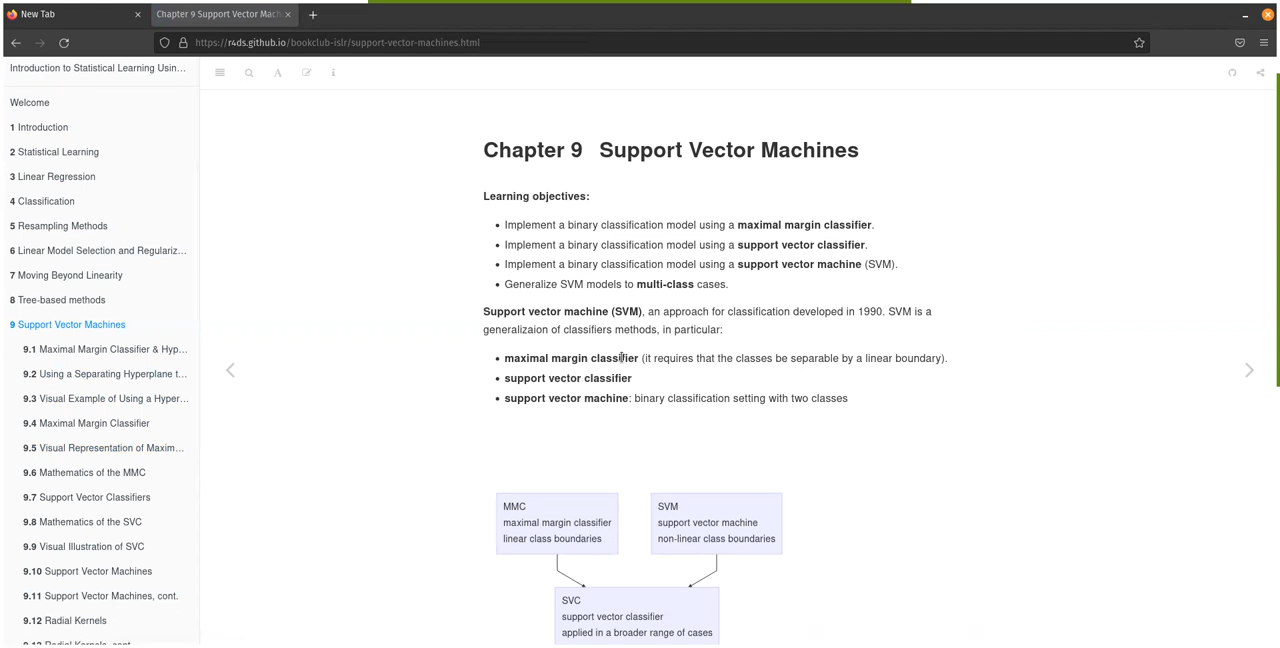 New Tab
Chapter 9 Support Vector Mach
https://r4ds.github.io/bookclub-islr/support-vector-machines.html
Introduction to Statistical Learning Usin...
Welcome
1 Introduction
2 Statistical Learning
3 Linear Regression
4 Classification
5 Resampling Methods
6 Linear Model Selection and Regulariz...
7 Moving Beyond Linearity
8 Tree-based methods
9 Support Vector Machines
9.1 Maximal Margin Classifier & Hyp...
9.2 Using a Separating Hyperplane t...
9.3 Visual Example of Using a Hyper...
9.4 Maximal Margin Classifier
9.5 Visual Representation of Maxim...
9.6 Mathematics of the MMC
9.7 Support Vector Classifiers
9.8 Mathematics of the SVC
9.9 Visual Illustration of SVC
9.10 Support Vector Machines
9.11 Support Vector Machines, cont.
9.12 Radial Kernels
9.13 Radial Kernels, cont.
Chapter 9 Support Vector Machines
Learning objectives:
• Implement a binary classification model using a maximal margin classifier.
• Implement a binary classification model using a support vector classifier.
• Implement a binary classification model using a support vector machine (SVM).
• Generalize SVM models to multi-class cases.
Support vector machine (SVM), an approach for classification developed in 1990. SVM is a
generalizaion of classifiers methods, in particular:
• maximal margin classifier (it requires that the classes be separable by a linear boundary).
• support vector classifier
• support vector machine: binary classification setting with two classes
MMC
maximal margin classifier
linear class boundaries
SVM
support vector machine
non-linear class boundaries
SVC
support vector classifier
applied in a broader range of cases